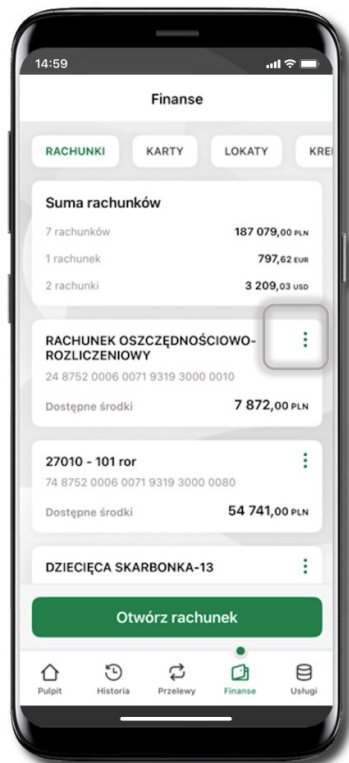 14:59
Finanse
RACHUNKI KARTY LOKATY KRE
Suma rachunków
7 rachunków 187 079,00 PLN
1 rachunek 797,62 EUR
2 rachunki 3 209,03 USD
RACHUNEK OSZCZĘDNOŚCIOWO-
ROZLICZENIOWY
24 8752 0006 0071 9319 3000 0010
Dostępne środki 7 872,00 PLN
27010 - 101 ror
74 8752 0006 0071 9319 3000 0080
Dostępne środki 54 741,00 PLN
DZIECIĘCA SKARBONKA-13
Otwórz rachunek
Pulpit Historia Przelewy Finanse Usługi